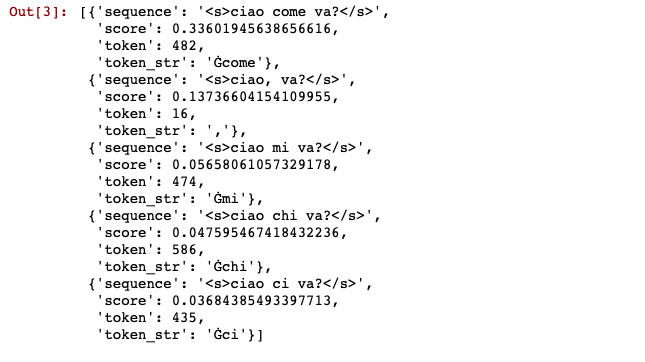 Out[3]: [{'sequence': '<s>ciao come va?</s>',
'score': 0.33601945638656616,
'token': 482,
'token_str': 'Ġcome'},
{'sequence': '<s>ciao, va?</s>',
'score': 0.13736604154109955,
'token': 16,
'token_str': ','},
{'sequence': '<s>ciao mi va?</s>',
'score': 0.05658061057329178,
'token': 474,
'token_str': 'Ġmi'},
{'sequence': '<s>ciao chi va?</s>',
'score': 0.047595467418432236,
'token': 586,
'token_str': 'Ġchi'},
{'sequence': '<s>ciao ci va?</s>',
'score': 0.03684385493397713,
'token': 435,
'token_str': 'Ġci'}]